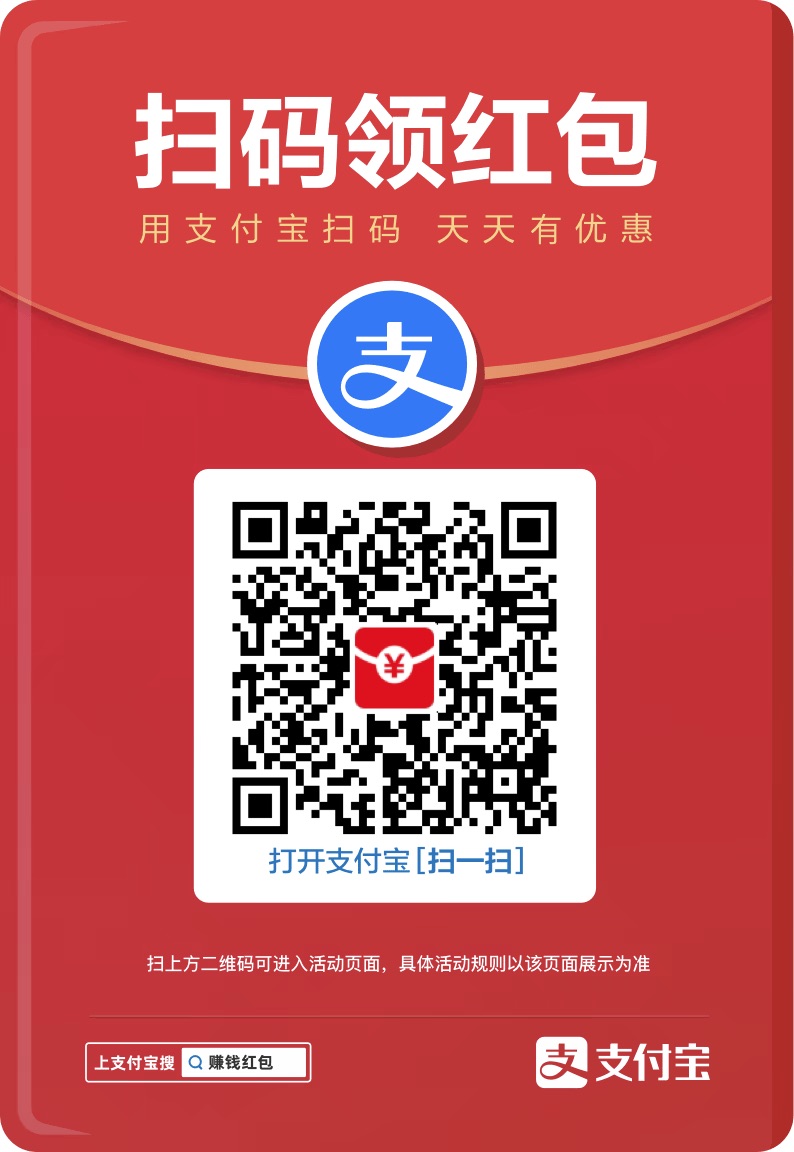 扫码领红包
用支付宝扫码 天天有优惠
支
¥
打开支付宝[扫一扫]
扫上方二维码可进入活动页面，具体活动规则以该页面展示为准
上支付宝搜 赚钱红包
支 支付宝